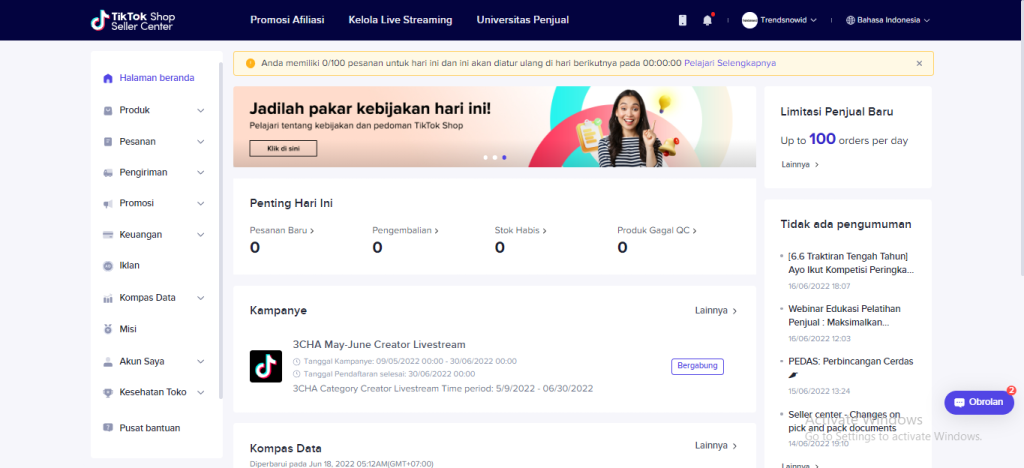 TikTok Shop
Seller Center
Promosi Afiliasi
Kelola Live Streaming
Universitas Penjual
Trendsnowid
Bahasa Indonesia
Halaman beranda
Produk
Pesanan
Pengiriman
Promosi
Keuangan
Iklan
Kompas Data
Misi
Akun Saya
Kesehatan Toko
Pusat bantuan
Anda memiliki 0/100 pesanan untuk hari ini dan ini akan diatur ulang di hari berikutnya pada 00:00:00 Pelajari Selengkapnya
Jadilah pakar kebijakan hari ini!
Pelajari tentang kebijakan dan pedoman TikTok Shop
Klik di sini
Penting Hari Ini
Pesanan Baru
0
Pengembalian
0
Stok Habis
0
Produk Gagal QC
0
Kampanye
Lainnya
3CHA May-June Creator Livestream
Tanggal Kampanye: 09/05/2022 00:00 - 30/06/2022 00:00
Tanggal Pendaftaran selesai: 30/06/2022 00:00
3CHA Category Creator Livestream Time period: 5/9/2022 - 06/30/2022
Bergabung
Kompas Data
Lainnya
Diperbarui pada Jun 18, 2022 05:12AM(GMT+07:00)
Limitasi Penjual Baru
Up to 100 orders per day
Lainnya
Tidak ada pengumuman
[6.6 Traktiran Tengah Tahun]
Ayo Ikut Kompetisi Peringka...
16/06/2022 18:07
Webinar Edukasi Pelatihan
Penjual : Maksimalkan...
16/06/2022 12:03
PEDAS: Perbincangan Cerdas
15/06/2022 13:24
Seller center - Changes on
pick and pack documents
14/06/2022 19:10
Lainnya
Obrolan
2
Activate Windows
Go to Settings to activate Windows.